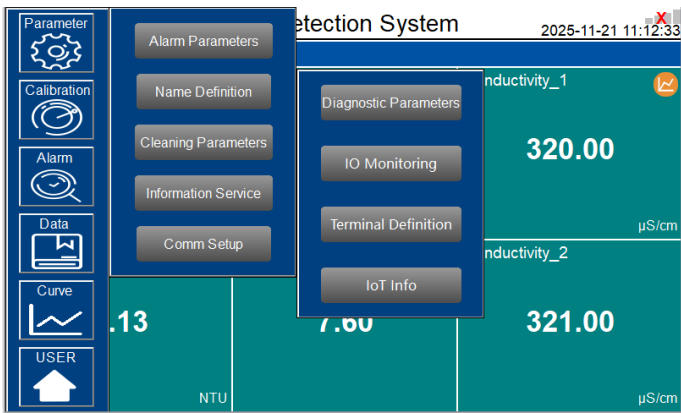 Parameter
etection System
2025-11-21 11:12:33
Alarm Parameters
Calibration
Name Definition
Diagnostic Parameters
nductivity_1
Cleaning Parameters
IO Monitoring
320.00
Alarm
Information Service
Terminal Definition
µS/cm
Data
Comm Setup
nductivity_2
IoT Info
Curve
.13
7.60
321.00
USER
NTU
µS/cm